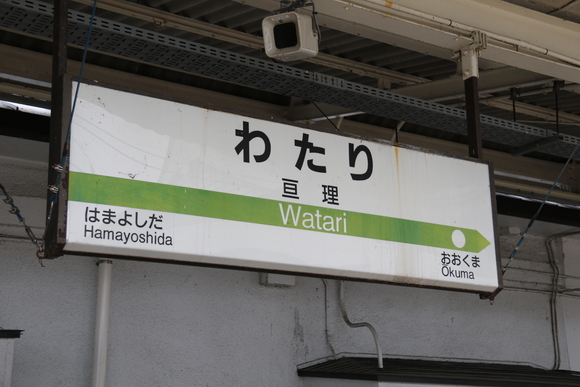 わたり
亘理
Watari
はまよしだ
Hamayoshida
おおくま
Okuma